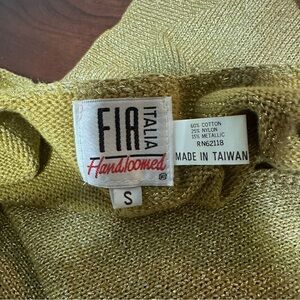 FIA
ITALIA
Handloomed
S
60% COTTON
25% NYLON
15% METALLIC
RN62118
MADE IN TAIWAN